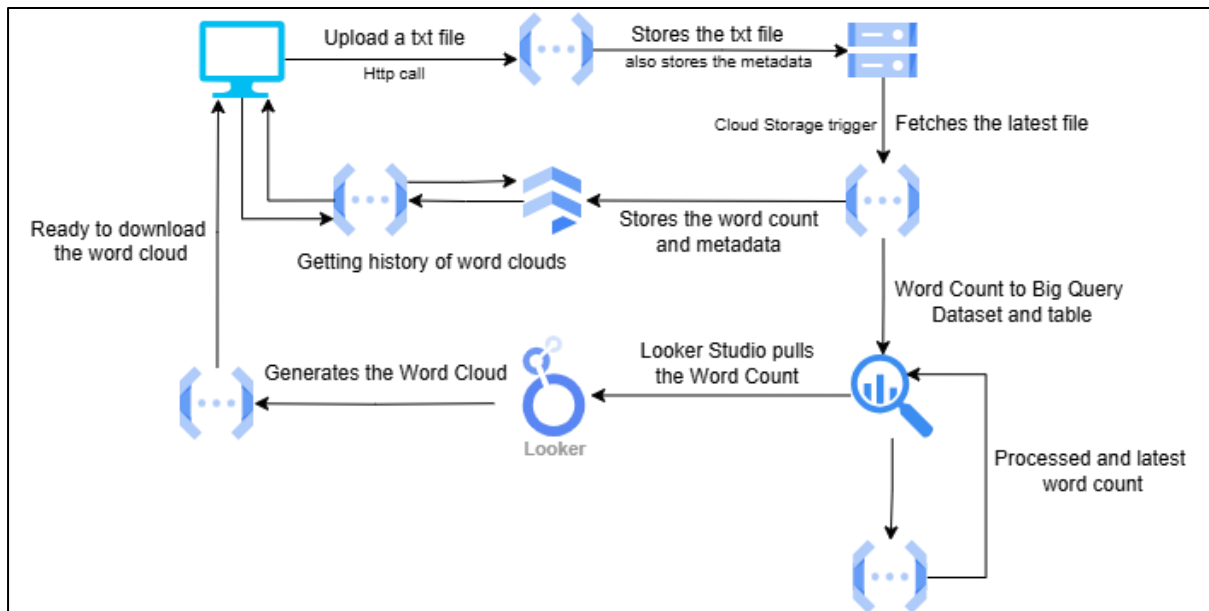 Upload a txt file
Http call
Stores the txt file
also stores the metadata
Cloud Storage trigger
Fetches the latest file
Ready to download
the word cloud
Getting history of word clouds
Stores the word count
and metadata
Word Count to Big Query
Dataset and table
Generates the Word Cloud
Looker Studio pulls
the Word Count
Looker
Processed and latest
word count